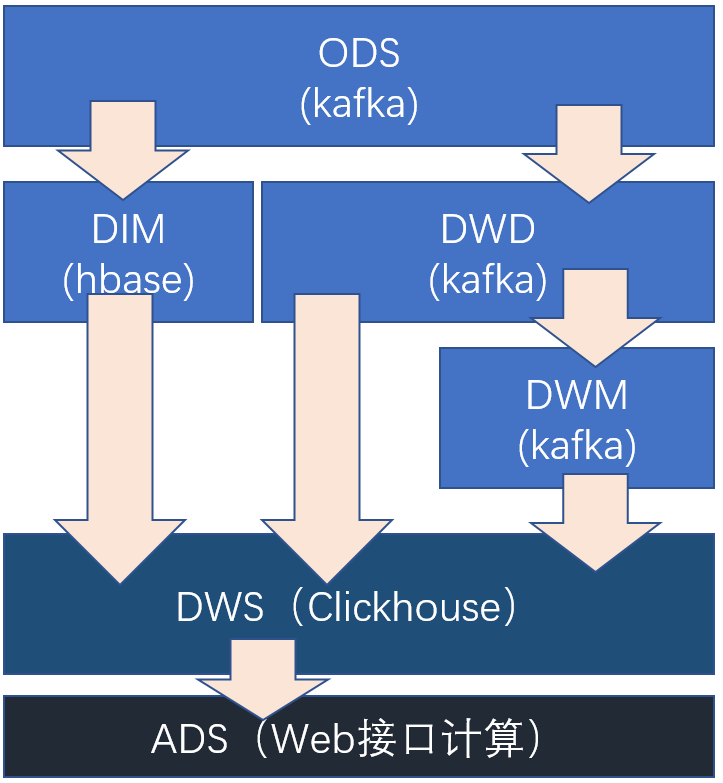 ODS
(kafka)
DIM
(hbase)
DWD
(kafka)
DWM
(kafka)
DWS（Clickhouse）
ADS（Web接口计算）